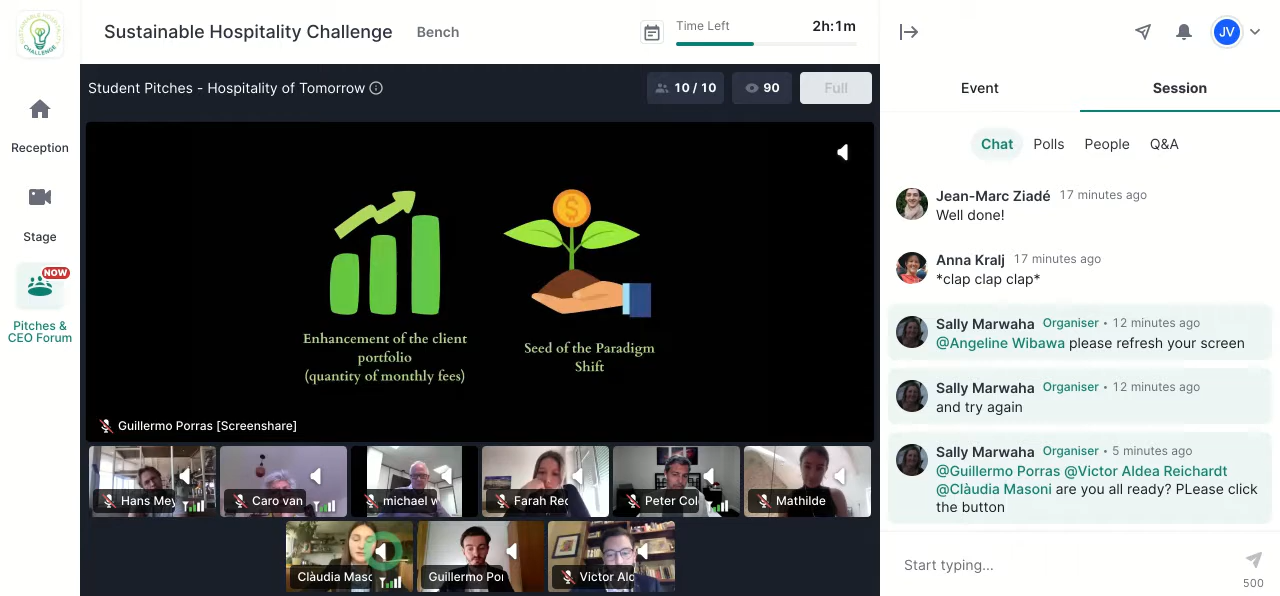 SUSTAINABLE HOSPITALITY
CHALLENGE
Sustainable Hospitality Challenge
Bench
Time Left
2h:1m
JV
Student Pitches - Hospitality of Tomorrow
10 / 10
90
Full
Event
Session
Reception
Chat
Polls
People
Q&A
Stage
NOW
Pitches &
CEO Forum
$
Enhancement of the client
portfolio
(quantity of monthly fees)
Seed of the Paradigm
Shift
Guillermo Porras [Screenshare]
Hans Mey
Caro van
michael w
Farah Red
Peter Col
Mathilde
Clàudia Maso
Guillermo Por
Victor Ald
Jean-Marc Ziadé 17 minutes ago
Well done!
Anna Kralj 17 minutes ago
*clap clap clap*
Sally Marwaha Organiser • 12 minutes ago
@Angeline Wibawa please refresh your screen
Sally Marwaha Organiser • 12 minutes ago
and try again
Sally Marwaha Organiser • 5 minutes ago
@Guillermo Porras @Victor Aldea Reichardt
@Clàudia Masoni are you all ready? PLease click
the button
Start typing...
500